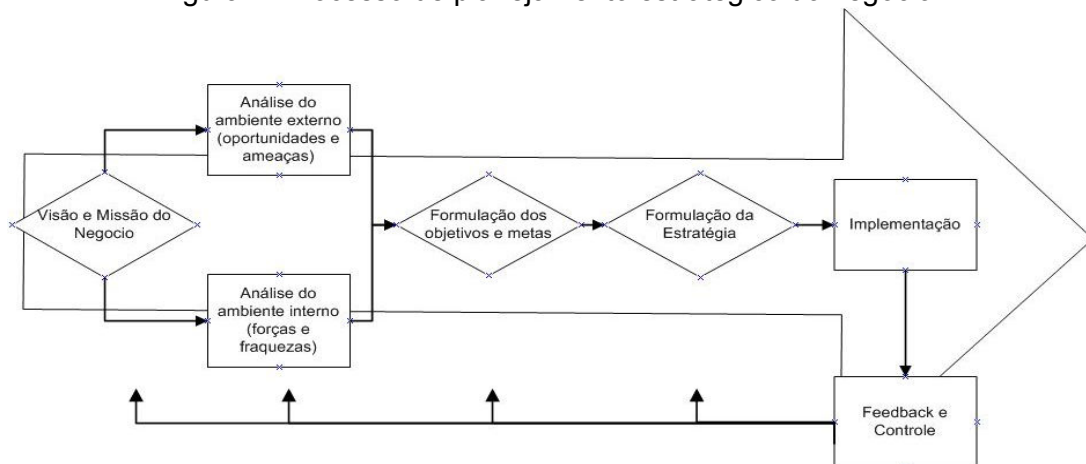 Análise do
ambiente externo
(oportunidades e
ameaças)
Visão e Missão do
Negocio
Formulação dos
objetivos e metas
Formulação da
Estratégia
Implementação
Análise do
ambiente interno
(forças e
fraquezas)
Feedback e
Controle